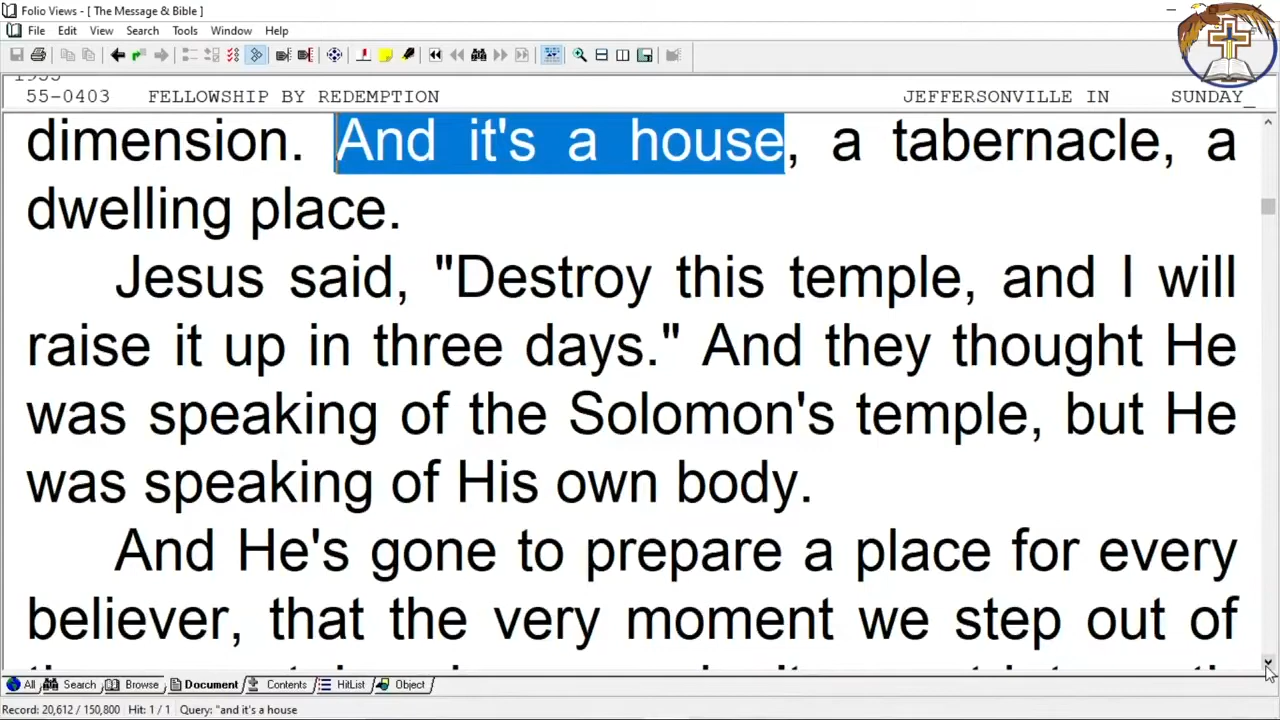 Folio Views - [ The Message & Bible ]
File Edit View Search Tools Window Help
55-0403 FELLOWSHIP BY REDEMPTION JEFFERSONVILLE IN SUNDAY_
dimension. And it's a house, a tabernacle, a
dwelling place.
Jesus said, "Destroy this temple, and I will
raise it up in three days." And they thought He
was speaking of the Solomon's temple, but He
was speaking of His own body.
And He's gone to prepare a place for every
believer, that the very moment we step out of
All Search Browse Document Contents HitList Object
Record: 20,612 / 150,800 Hit: 1 / 1 Query: "and it's a house